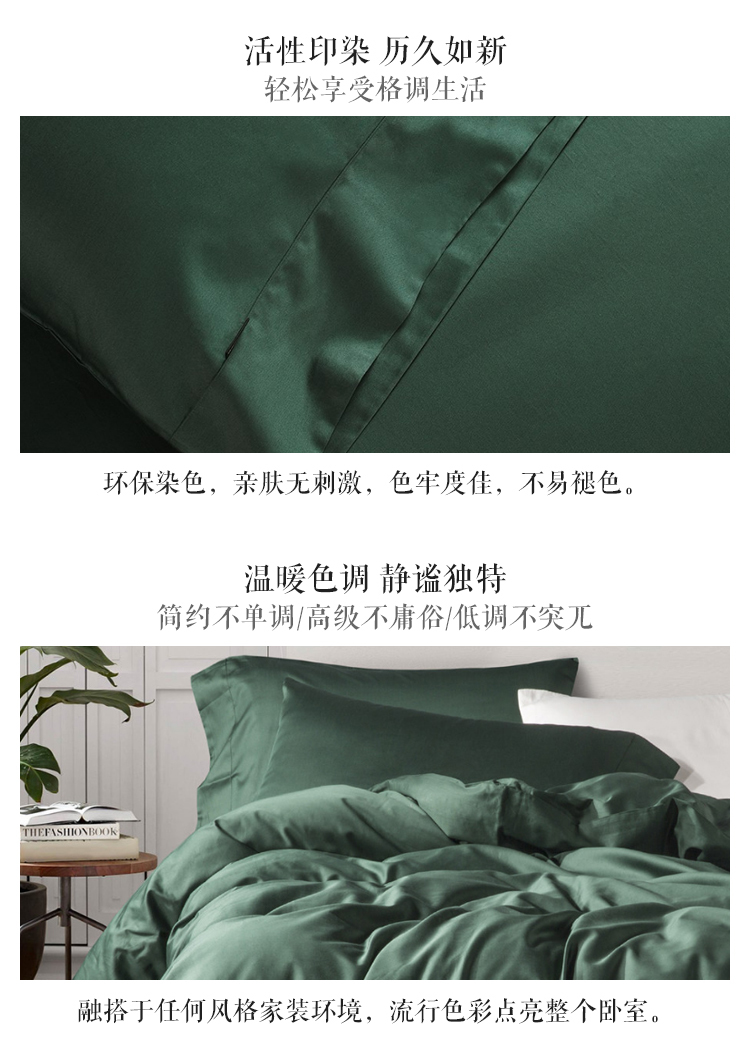 活性印染 历久如新
轻松享受格调生活
环保染色，亲肤无刺激，色牢度佳，不易褪色。
温暖色调 静谧独特
简约不单调/高级不庸俗/低调不突兀
THEFASHIONBOOK
融搭于任何风格家装环境，流行色彩点亮整个卧室。